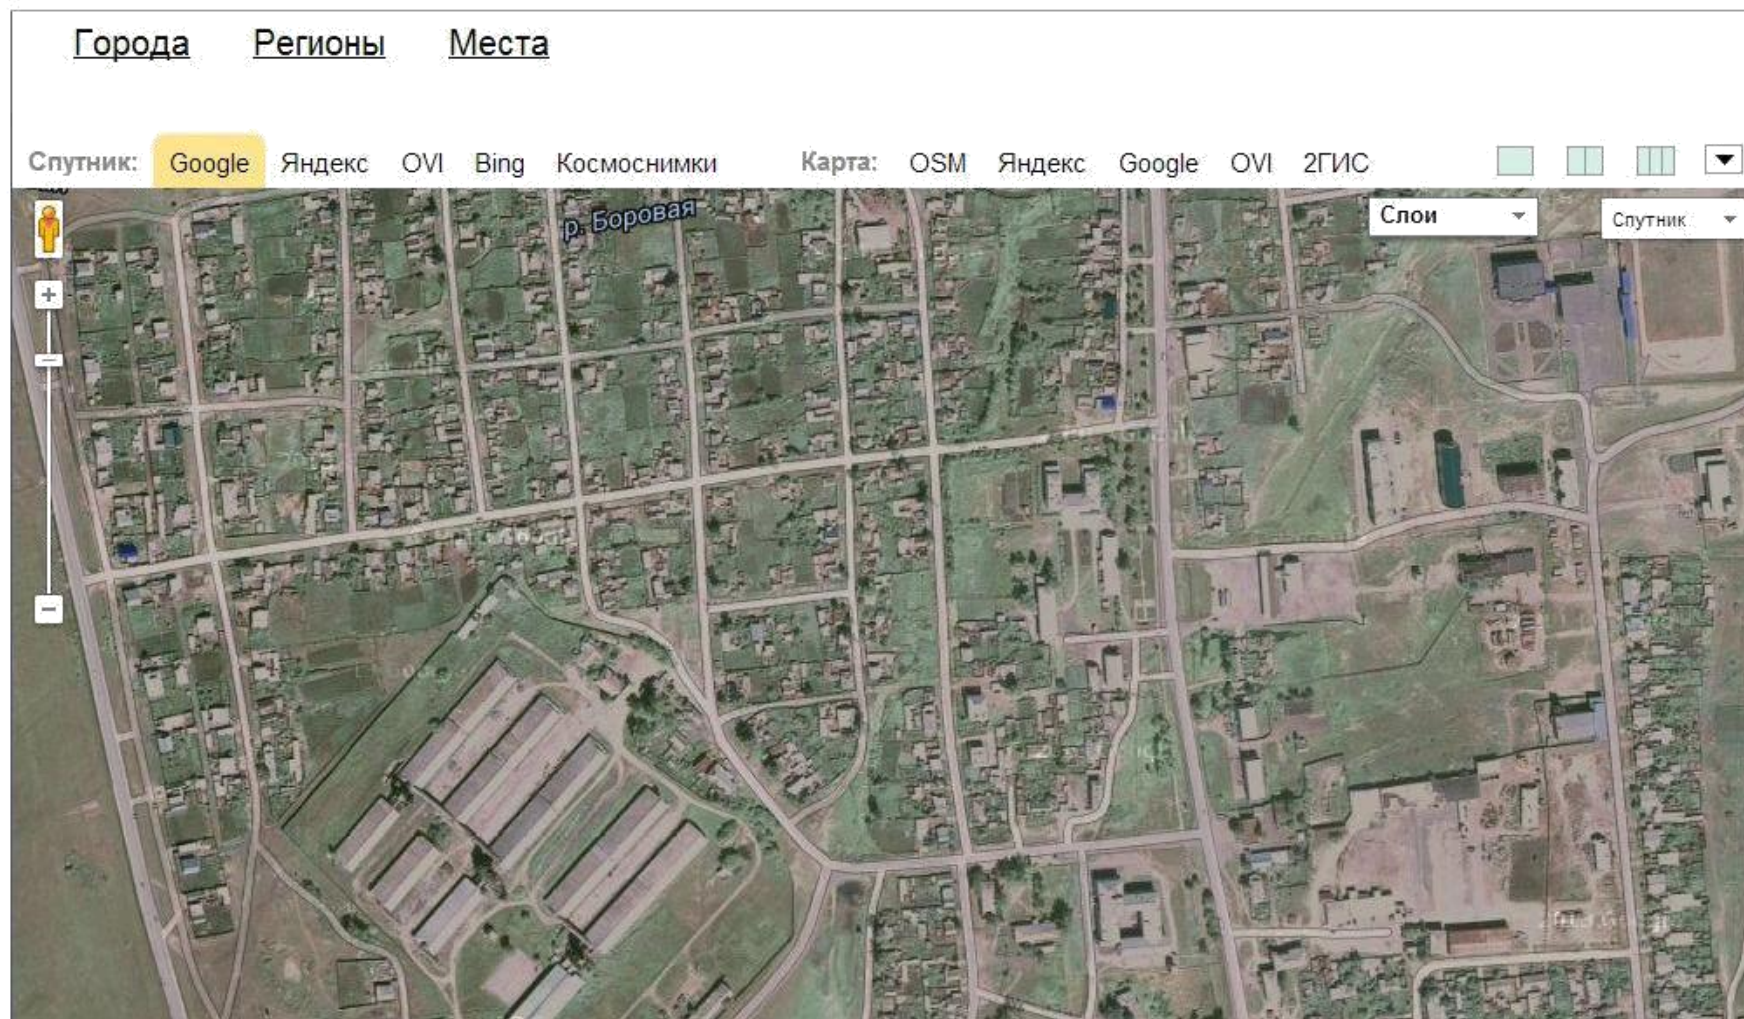 Города Регионы Места
Спутник: Google Яндекс OVI Bing Космоснимки Карта: OSM Яндекс Google OVI 2ГИС
р. Боровая
Слои
Спутник